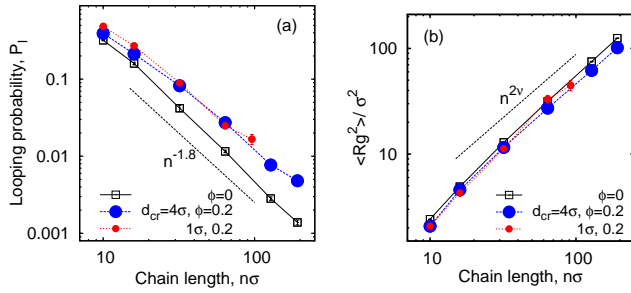 (a)
Looping probability, P_l
0.1
0.01
0.001
n^-1.8
ϕ=0
d_cr=4σ, ϕ=0.2
1σ, 0.2
10
100
Chain length, nσ
(b)
<Rg^2>/ σ^2
100
10
n^2ν
ϕ=0
d_cr=4σ, ϕ=0.2
1σ, 0.2
10
100
Chain length, nσ